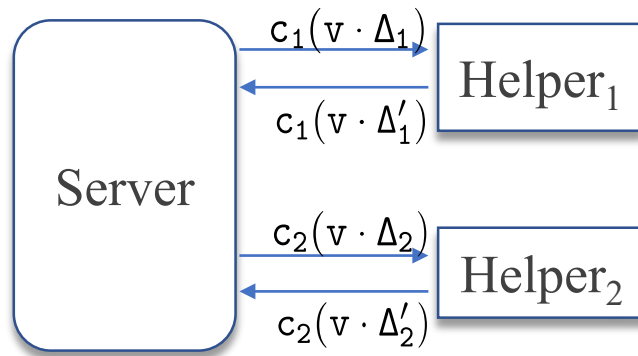 c₁(v · Δ₁)
Helper₁
c₁(v · Δ′₁)
Server
c₂(v · Δ₂)
Helper₂
c₂(v · Δ′₂)